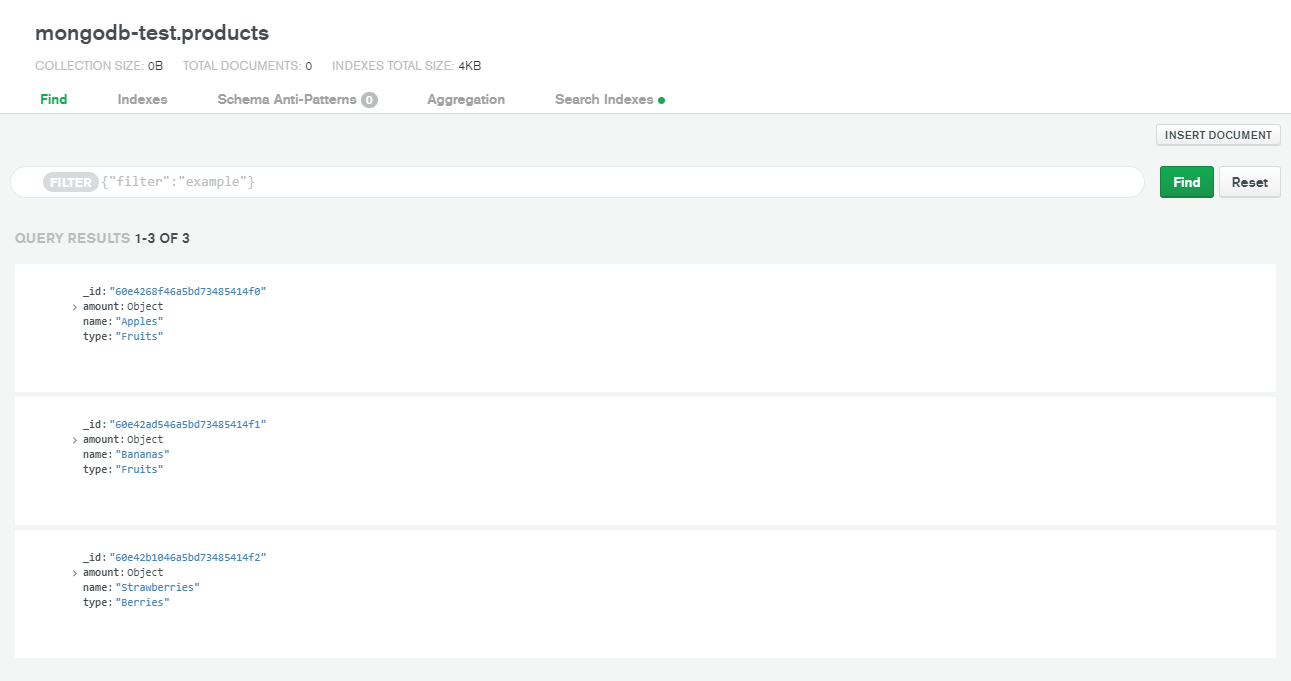 mongodb-test.products
COLLECTION SIZE: 0B TOTAL DOCUMENTS: 0 INDEXES TOTAL SIZE: 4KB
Find Indexes Schema Anti-Patterns 0 Aggregation Search Indexes
INSERT DOCUMENT
FILTER {"filter":"example"} Find Reset
QUERY RESULTS 1-3 OF 3
_id: "60e4268f46a5bd73485414f0"
> amount: Object
name: "Apples"
type: "Fruits"
_id: "60e42ad546a5bd73485414f1"
> amount: Object
name: "Bananas"
type: "Fruits"
_id: "60e42b1046a5bd73485414f2"
> amount: Object
name: "Strawberries"
type: "Berries"